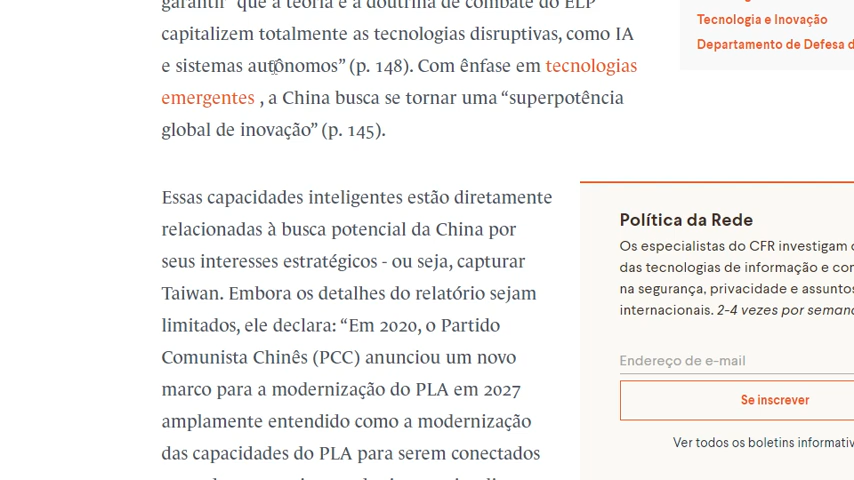 garantir” que a teoria e a doutrina de combate do ELP
capitalizem totalmente as tecnologias disruptivas, como IA
e sistemas autônomos” (p. 148). Com ênfase em tecnologias
emergentes , a China busca se tornar uma “superpotência
global de inovação” (p. 145).
Essas capacidades inteligentes estão diretamente
relacionadas à busca potencial da China por
seus interesses estratégicos - ou seja, capturar
Taiwan. Embora os detalhes do relatório sejam
limitados, ele declara: “Em 2020, o Partido
Comunista Chinês (PCC) anunciou um novo
marco para a modernização do PLA em 2027
amplamente entendido como a modernização
das capacidades do PLA para serem conectados
Tecnologia e Inovação
Departamento de Defesa d
Política da Rede
Os especialistas do CFR investigam
das tecnologias de informação e con
na segurança, privacidade e assuntos
internacionais. 2-4 vezes por semana
Endereço de e-mail
Se inscrever
Ver todos os boletins informativ